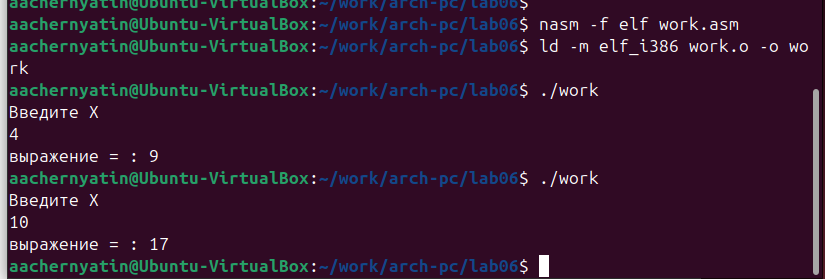 aachernyatin@Ubuntu-VirtualBox:~/work/arch-pc/lab06$
aachernyatin@Ubuntu-VirtualBox:~/work/arch-pc/lab06$ nasm -f elf work.asm
aachernyatin@Ubuntu-VirtualBox:~/work/arch-pc/lab06$ ld -m elf_i386 work.o -o wo
rk
aachernyatin@Ubuntu-VirtualBox:~/work/arch-pc/lab06$ ./work
Введите X
4
выражение = : 9
aachernyatin@Ubuntu-VirtualBox:~/work/arch-pc/lab06$ ./work
Введите X
10
выражение = : 17
aachernyatin@Ubuntu-VirtualBox:~/work/arch-pc/lab06$